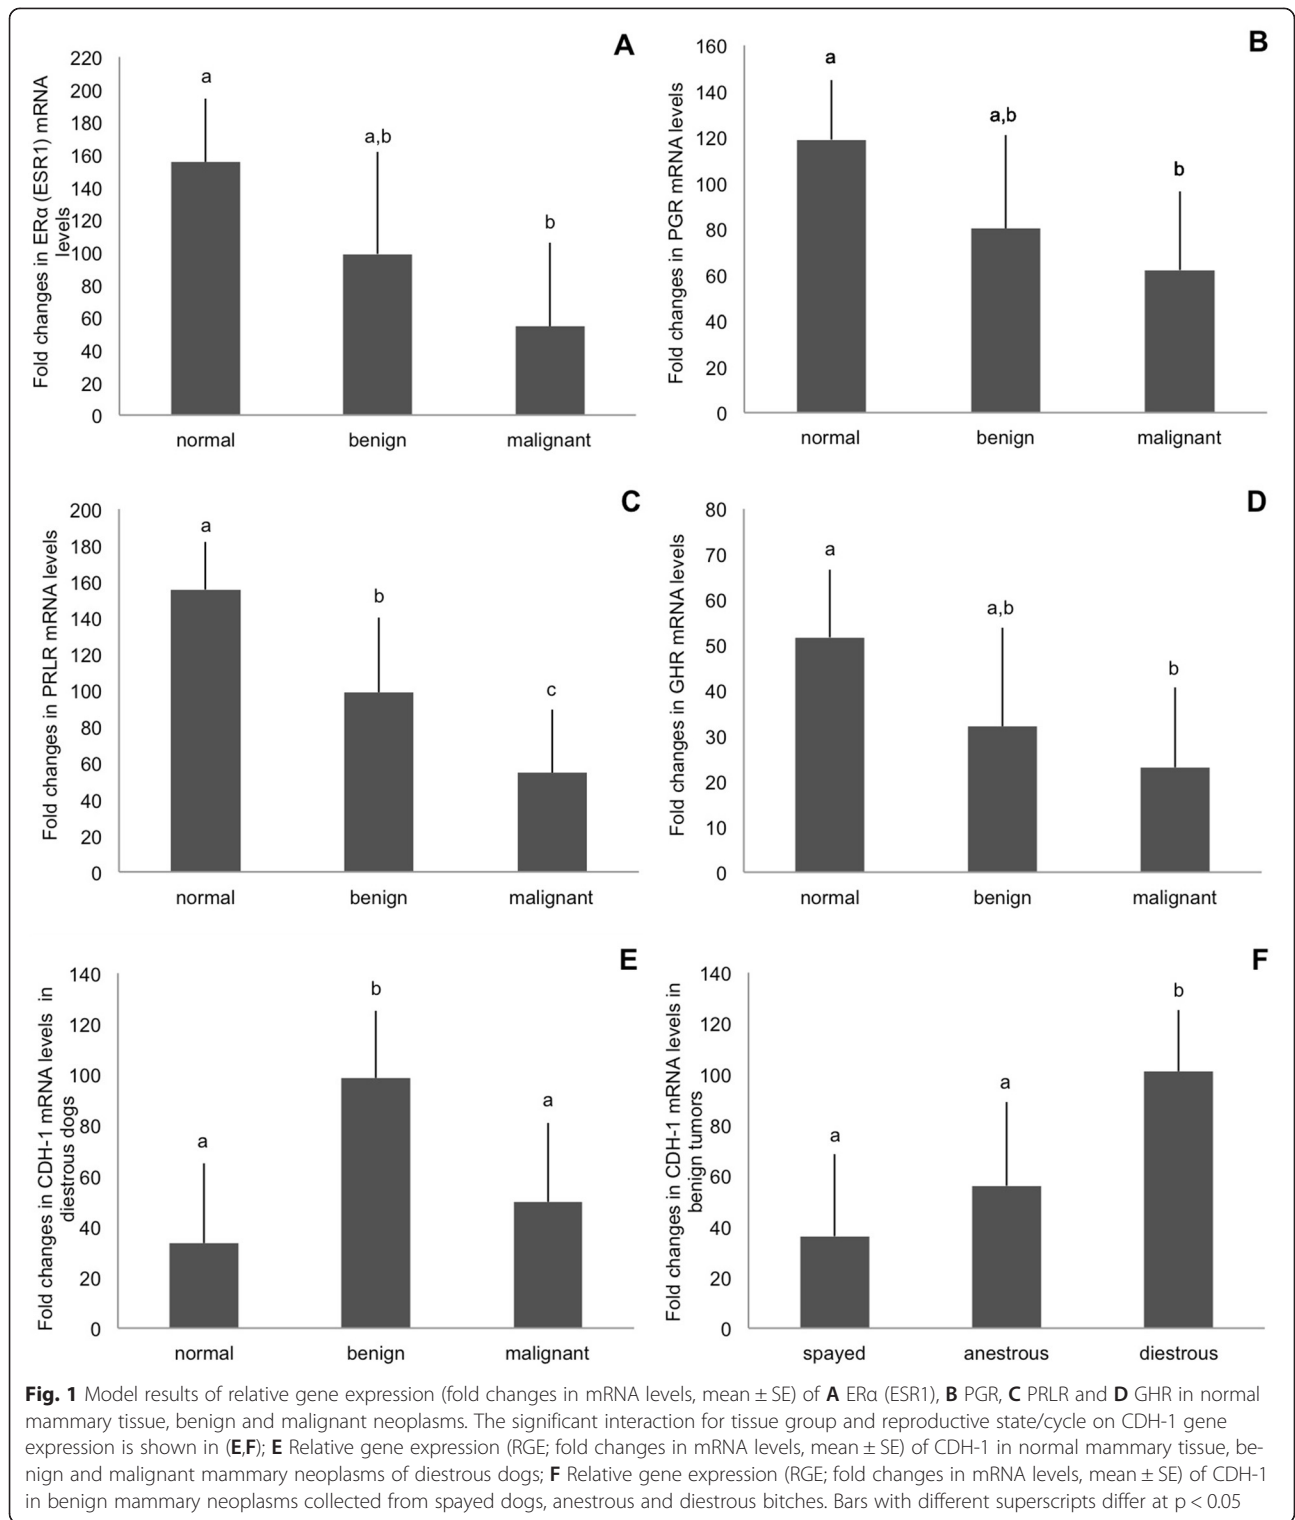 A
Fold changes in ERα (ESR1) mRNA
levels
220
200
180
160
140
120
100
80
60
40
20
0
a
a,b
b
normal benign malignant
B
Fold changes in PGR mRNA levels
160
140
120
100
80
60
40
20
0
a
a,b
b
normal benign malignant
C
Fold changes in PRLR mRNA levels
200
180
160
140
120
100
80
60
40
20
0
a
b
c
normal benign malignant
D
Fold changes in GHR mRNA levels
80
70
60
50
40
30
20
10
0
a
a,b
b
normal benign malignant
E
Fold changes in CDH-1 mRNA levels in
diestrous dogs
140
120
100
80
60
40
20
0
a
b
a
normal benign malignant
F
Fold changes in CDH-1 mRNA levels in
benign tumors
140
120
100
80
60
40
20
0
a
a
b
spayed anestrous diestrous
Fig. 1 Model results of relative gene expression (fold changes in mRNA levels, mean ± SE) of A ERα (ESR1), B PGR, C PRLR and D GHR in normal
mammary tissue, benign and malignant neoplasms. The significant interaction for tissue group and reproductive state/cycle on CDH-1 gene
expression is shown in (E,F); E Relative gene expression (RGE; fold changes in mRNA levels, mean ± SE) of CDH-1 in normal mammary tissue, be-
nign and malignant mammary neoplasms of diestrous dogs; F Relative gene expression (RGE; fold changes in mRNA levels, mean ± SE) of CDH-1
in benign mammary neoplasms collected from spayed dogs, anestrous and diestrous bitches. Bars with different superscripts differ at p < 0.05